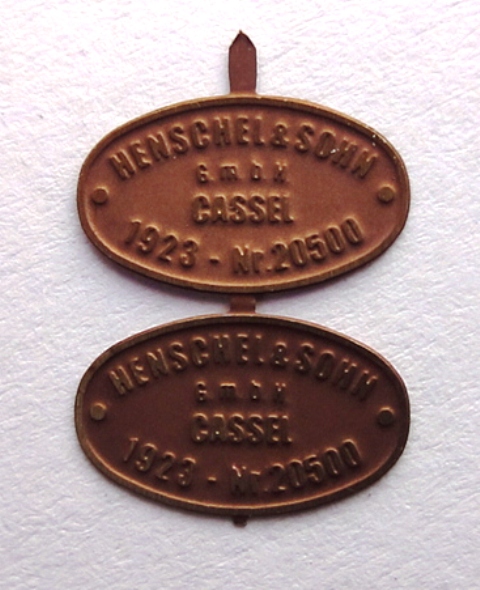 HENSCHEL & SOHN
G m b H
CASSEL
1923 - Nr. 20500
HENSCHEL & SOHN
G m b H
CASSEL
1923 - Nr. 20500